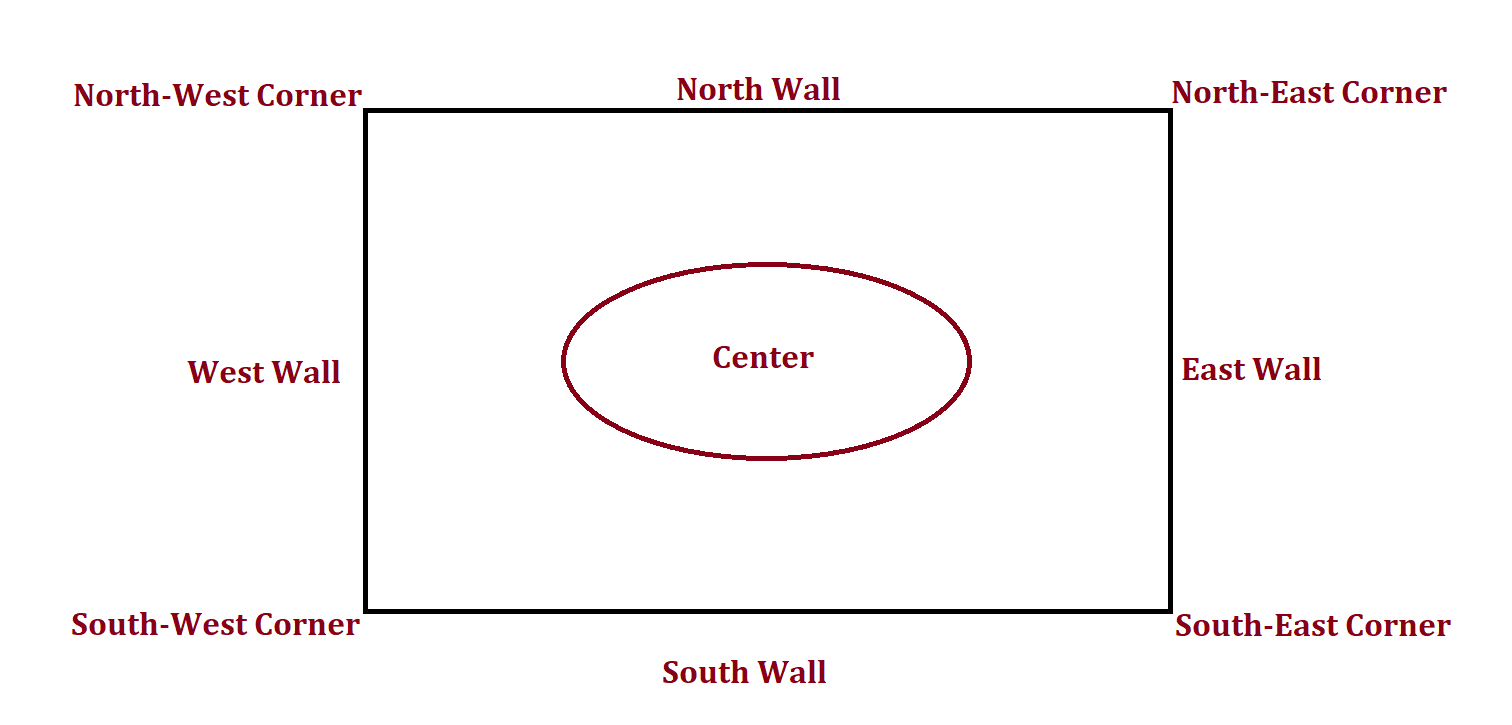 North-West Corner
North Wall
North-East Corner
West Wall
Center
East Wall
South-West Corner
South-East Corner
South Wall